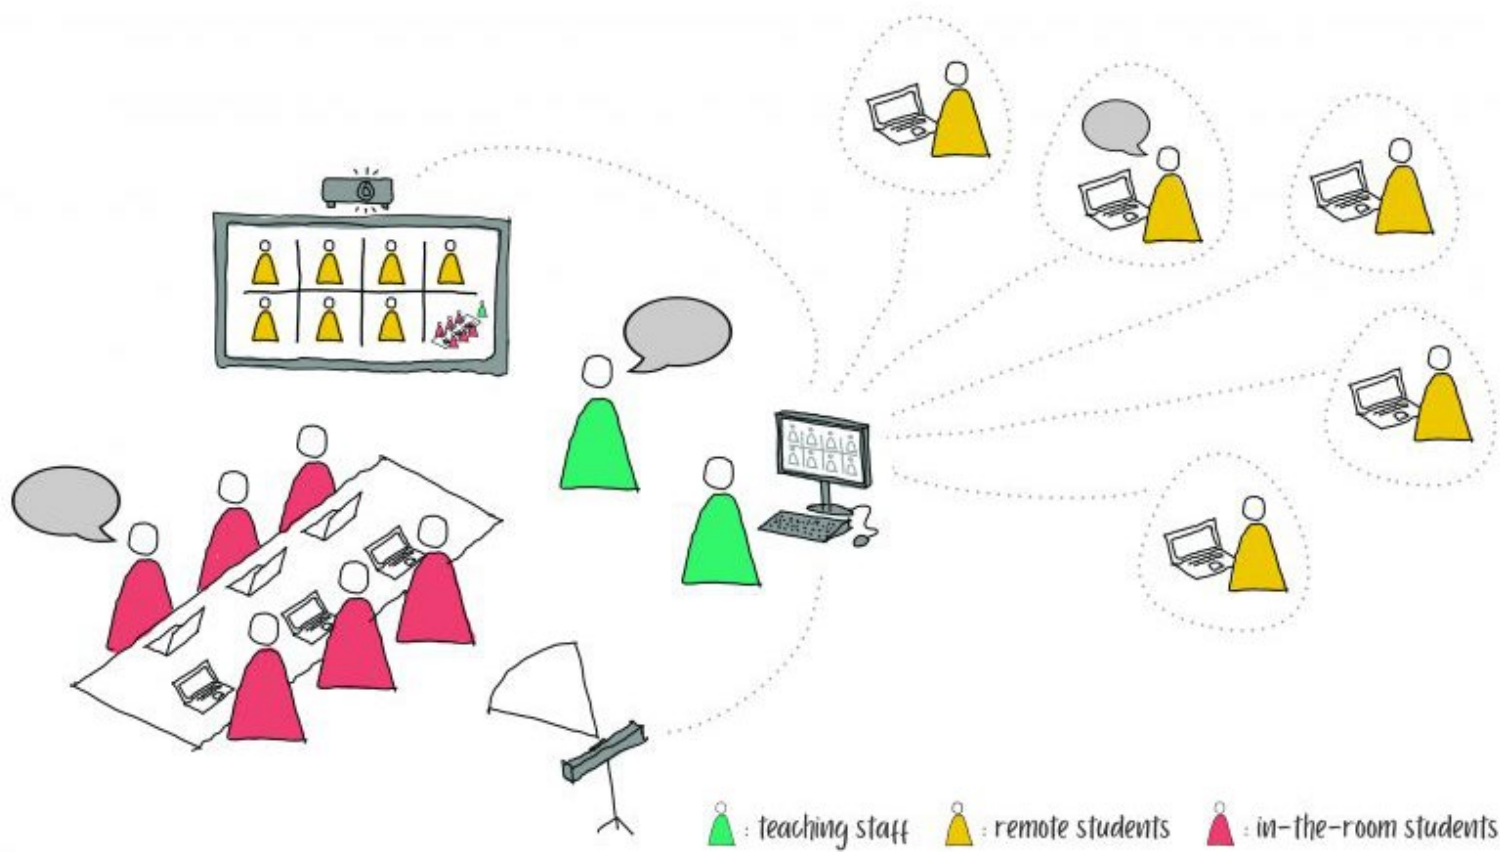 : teaching staff
: remote students
: in-the-room students